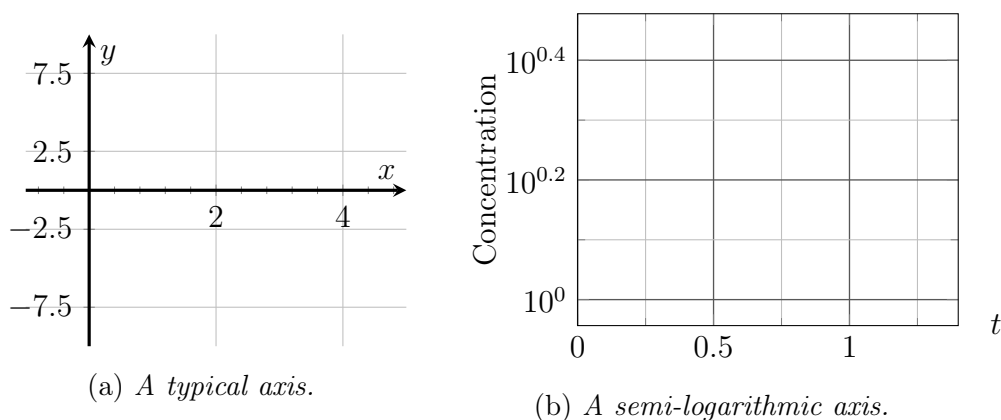 y
7.5
2.5
x
2 4
−2.5
−7.5
(a) A typical axis.
Concentration
10^0.4
10^0.2
10^0
t
0 0.5 1
(b) A semi-logarithmic axis.